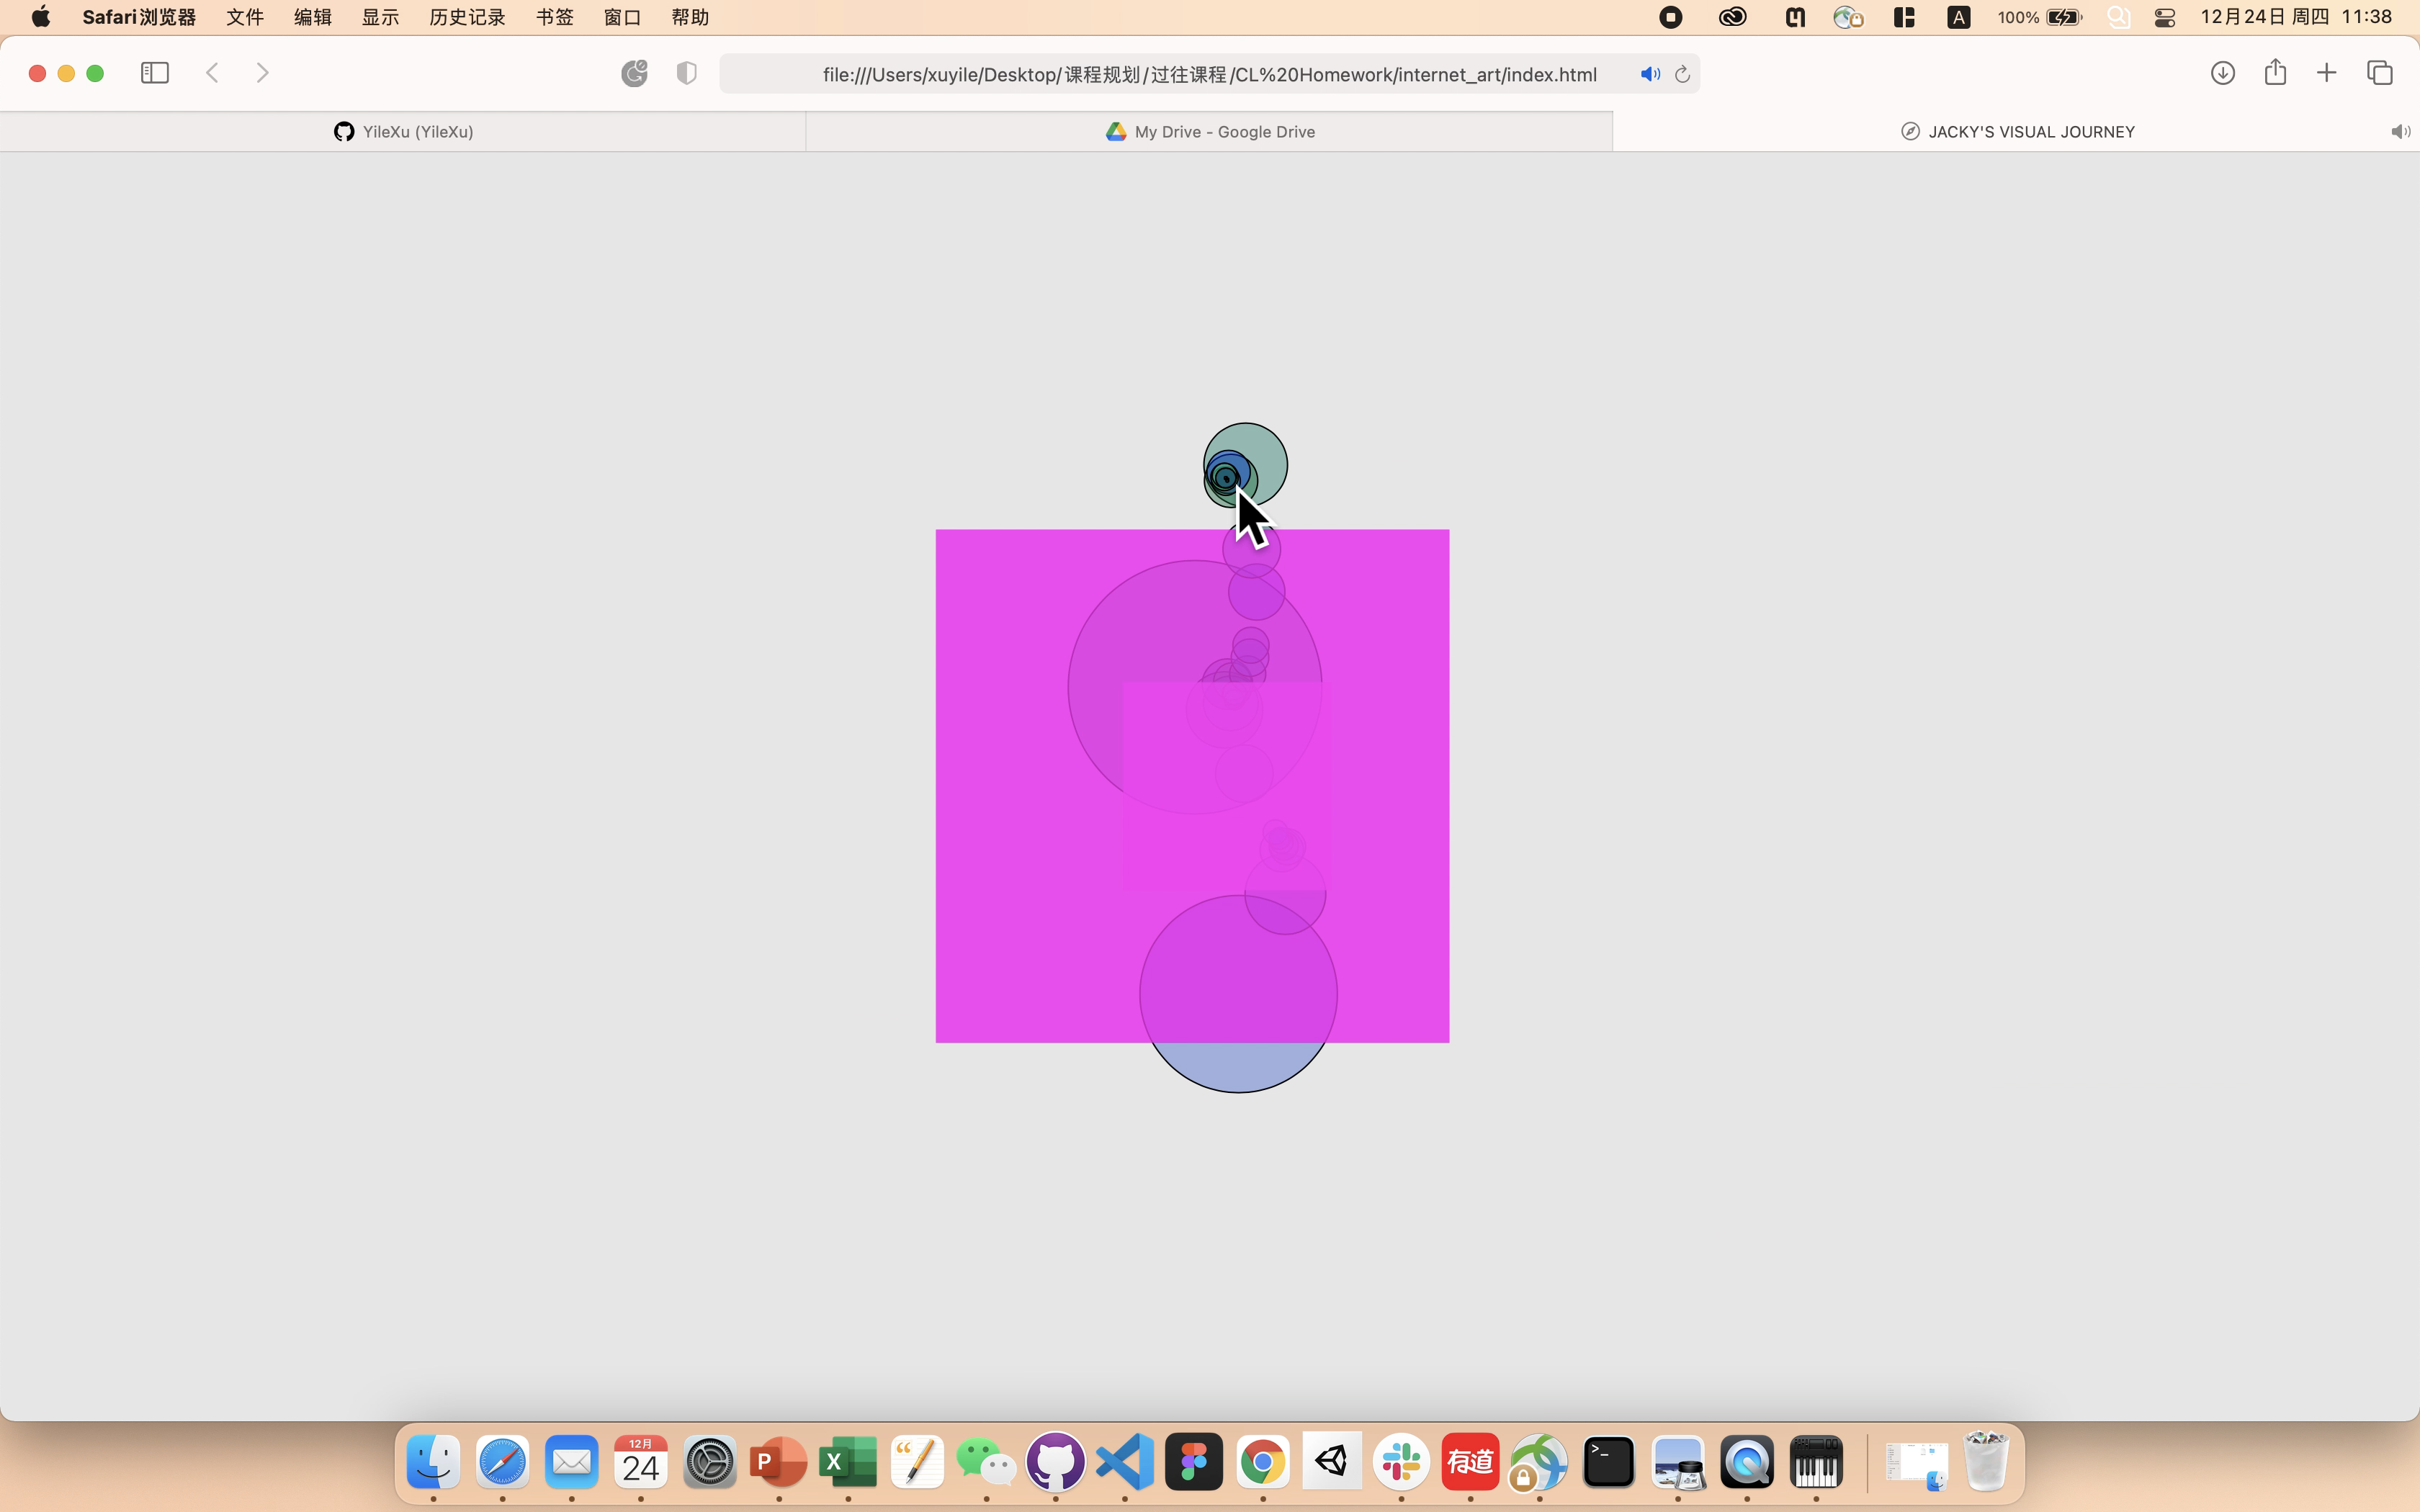 Safari浏览器 文件 编辑 显示 历史记录 书签 窗口 帮助 A 100% 12月24日 周四 11:38
file:///Users/xuyile/Desktop/课程规划/过往课程/CL%20Homework/internet_art/index.html
YileXu (YileXu)
My Drive - Google Drive
JACKY'S VISUAL JOURNEY
12月
24
P
X
有道
>_